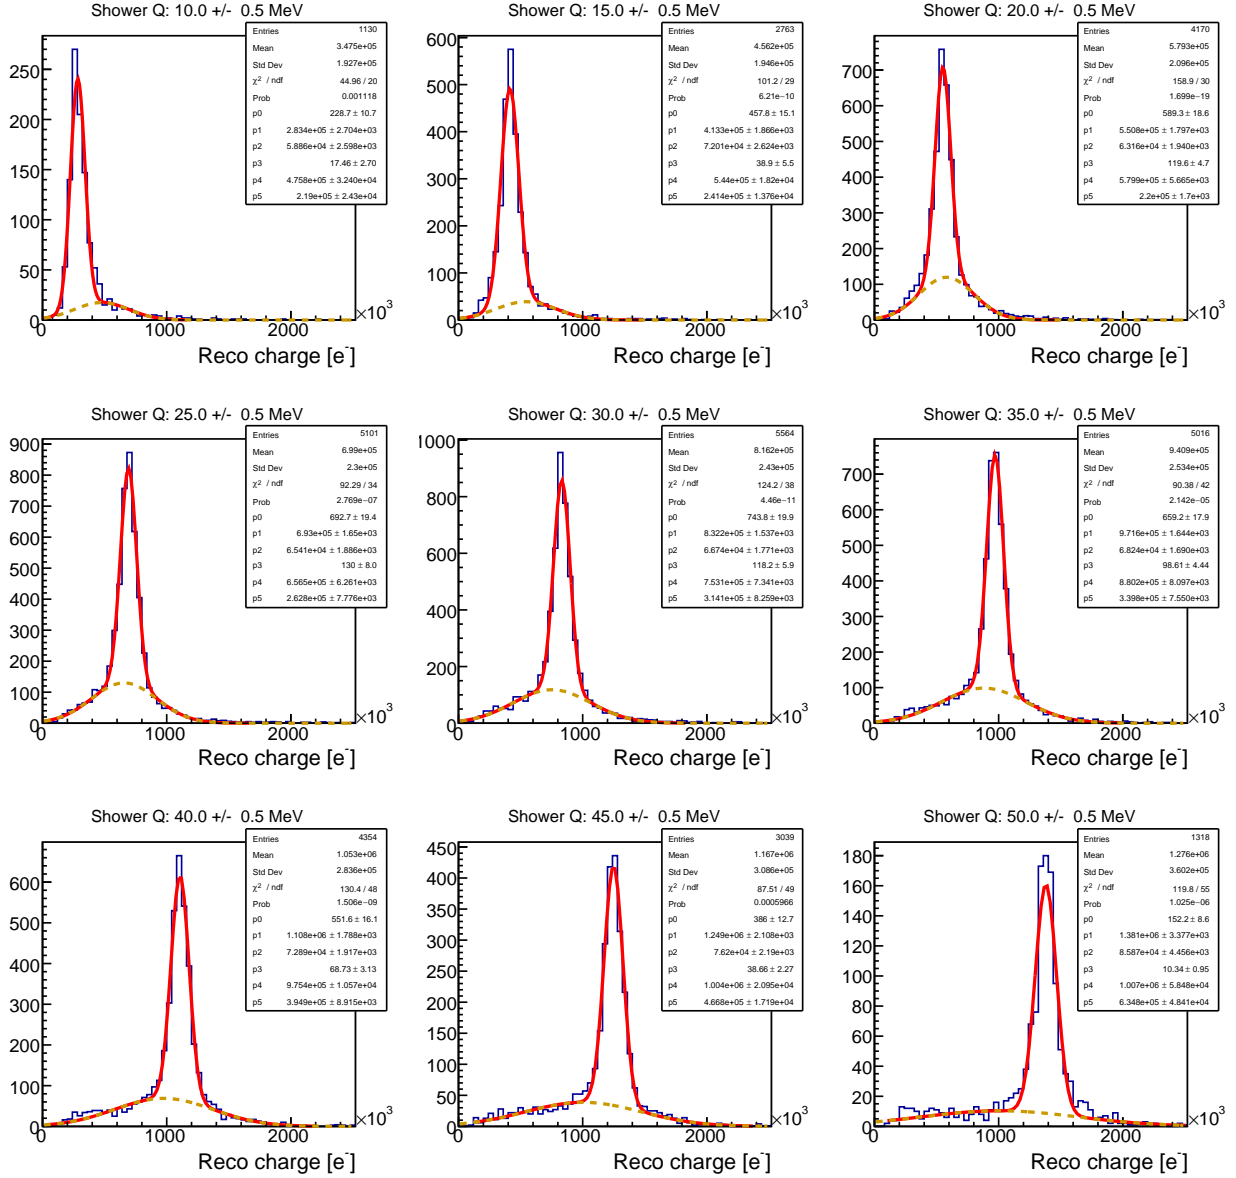 Shower Q: 10.0 +/-  0.5 MeV
Entries 1130
Mean 3.475e+05
Std Dev 1.927e+05
χ² / ndf 44.96 / 20
Prob 0.001118
p0 228.7 ± 10.7
p1 2.834e+05 ± 2.704e+03
p2 5.886e+04 ± 2.598e+03
p3 17.46 ± 2.70
p4 4.758e+05 ± 3.240e+04
p5 2.19e+05 ± 2.43e+04
250
200
150
100
50
0
0 1000 2000
×10³
Reco charge [e⁻]
Shower Q: 15.0 +/-  0.5 MeV
Entries 2763
Mean 4.562e+05
Std Dev 1.946e+05
χ² / ndf 101.2 / 29
Prob 6.21e−10
p0 457.8 ± 15.1
p1 4.133e+05 ± 1.866e+03
p2 7.201e+04 ± 2.624e+03
p3 38.9 ± 5.5
p4 5.44e+05 ± 1.82e+04
p5 2.414e+05 ± 1.376e+04
600
500
400
300
200
100
0
0 1000 2000
×10³
Reco charge [e⁻]
Shower Q: 20.0 +/-  0.5 MeV
Entries 4170
Mean 5.793e+05
Std Dev 2.096e+05
χ² / ndf 158.9 / 30
Prob 1.699e−19
p0 589.3 ± 18.6
p1 5.508e+05 ± 1.797e+03
p2 6.316e+04 ± 1.940e+03
p3 119.6 ± 4.7
p4 5.799e+05 ± 5.665e+03
p5 2.2e+05 ± 1.7e+03
700
600
500
400
300
200
100
0
0 1000 2000
×10³
Reco charge [e⁻]
Shower Q: 25.0 +/-  0.5 MeV
Entries 5101
Mean 6.99e+05
Std Dev 2.3e+05
χ² / ndf 92.29 / 34
Prob 2.769e−07
p0 692.7 ± 19.4
p1 6.93e+05 ± 1.65e+03
p2 6.541e+04 ± 1.886e+03
p3 130 ± 8.0
p4 6.565e+05 ± 6.261e+03
p5 2.628e+05 ± 7.776e+03
900
800
700
600
500
400
300
200
100
0
0 1000 2000
×10³
Reco charge [e⁻]
Shower Q: 30.0 +/-  0.5 MeV
Entries 5564
Mean 8.162e+05
Std Dev 2.43e+05
χ² / ndf 124.2 / 38
Prob 4.46e−11
p0 743.8 ± 19.9
p1 8.322e+05 ± 1.537e+03
p2 6.674e+04 ± 1.771e+03
p3 118.2 ± 5.9
p4 7.531e+05 ± 7.341e+03
p5 3.141e+05 ± 8.259e+03
1000
800
600
400
200
0
0 1000 2000
×10³
Reco charge [e⁻]
Shower Q: 35.0 +/-  0.5 MeV
Entries 5016
Mean 9.409e+05
Std Dev 2.534e+05
χ² / ndf 90.38 / 42
Prob 2.142e−05
p0 659.2 ± 17.9
p1 9.716e+05 ± 1.644e+03
p2 6.824e+04 ± 1.690e+03
p3 98.61 ± 4.44
p4 8.802e+05 ± 8.097e+03
p5 3.398e+05 ± 7.550e+03
700
600
500
400
300
200
100
0
0 1000 2000
×10³
Reco charge [e⁻]
Shower Q: 40.0 +/-  0.5 MeV
Entries 4354
Mean 1.053e+06
Std Dev 2.836e+05
χ² / ndf 130.4 / 48
Prob 1.506e−09
p0 551.6 ± 16.1
p1 1.108e+06 ± 1.788e+03
p2 7.289e+04 ± 1.917e+03
p3 68.73 ± 3.13
p4 9.754e+05 ± 1.057e+04
p5 3.949e+05 ± 8.915e+03
600
500
400
300
200
100
0
0 1000 2000
×10³
Reco charge [e⁻]
Shower Q: 45.0 +/-  0.5 MeV
Entries 3039
Mean 1.167e+06
Std Dev 3.086e+05
χ² / ndf 87.51 / 49
Prob 0.0005966
p0 386 ± 12.7
p1 1.249e+06 ± 2.108e+03
p2 7.62e+04 ± 2.19e+03
p3 38.66 ± 2.27
p4 1.004e+06 ± 2.095e+04
p5 4.668e+05 ± 1.719e+04
450
400
350
300
250
200
150
100
50
0
0 1000 2000
×10³
Reco charge [e⁻]
Shower Q: 50.0 +/-  0.5 MeV
Entries 1318
Mean 1.276e+06
Std Dev 3.602e+05
χ² / ndf 119.8 / 55
Prob 1.025e−06
p0 152.2 ± 8.6
p1 1.381e+06 ± 3.377e+03
p2 8.587e+04 ± 4.456e+03
p3 10.34 ± 0.95
p4 1.007e+06 ± 5.848e+04
p5 6.348e+05 ± 4.841e+04
180
160
140
120
100
80
60
40
20
0
0 1000 2000
×10³
Reco charge [e⁻]